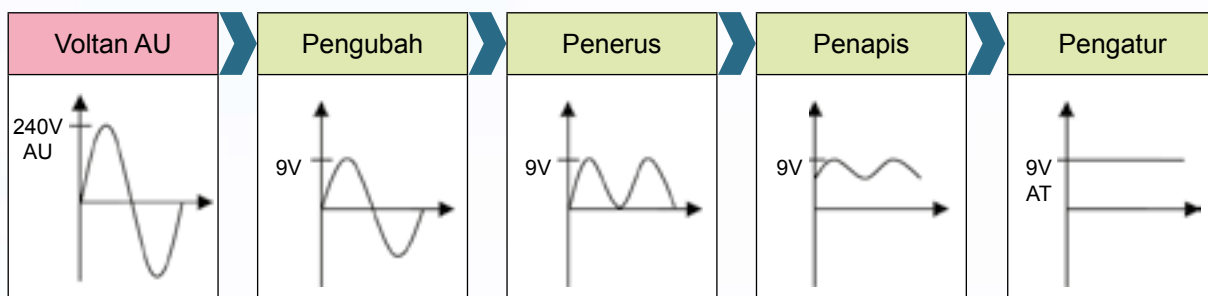 Voltan AU
Pengubah
Penerus
Penapis
Pengatur
240V
AU
9V
9V
9V
9V
AT